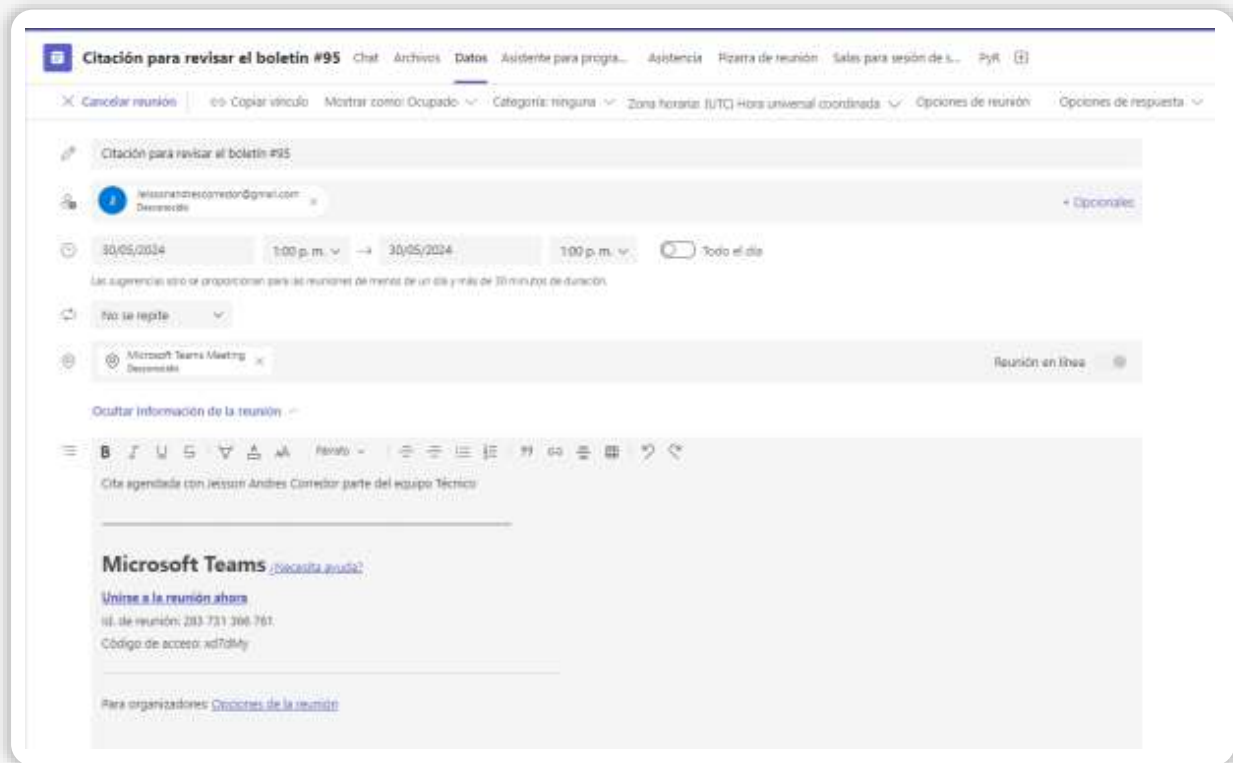 Citación para revisar el boletín #95 Chat Archivos Datos Asistente para progra... Asistencia Pizarra de reunión Salas para sesión de s... PyR
Cancelar reunión Copiar vínculo Mostrar como: Ocupado Categoría: ninguna Zona horaria: (UTC) Hora universal coordinada Opciones de reunión Opciones de respuesta
Citación para revisar el boletín #95
jeissonandrescorredor@gmail.com
Desconocido
+ Opcionales
30/05/2024 1:00 p. m. → 30/05/2024 1:00 p. m. Todo el día
Las sugerencias solo se proporcionan para las reuniones de menos de un día y más de 30 minutos de duración.
No se repite
Microsoft Teams Meeting
Desconocido
Reunión en línea
Ocultar información de la reunión
B I U S Párrafo
Cita agendada con Jeisson Andres Corredor parte del equipo Técnico
Microsoft Teams ¿Necesita ayuda?
Unirse a la reunión ahora
Id. de reunión: 283 731 366 761
Código de acceso: xd7dMy
Para organizadores: Opciones de la reunión